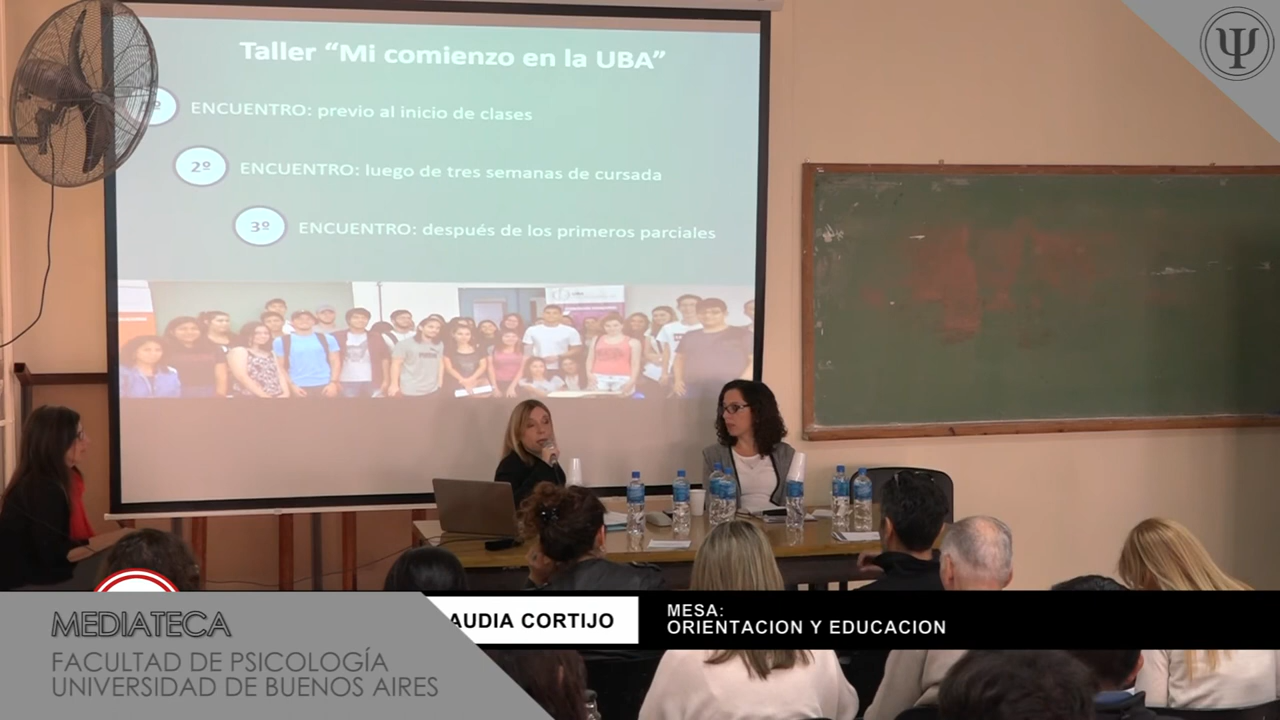 Taller “Mi comienzo en la UBA”
ENCUENTRO: previo al inicio de clases
2º
ENCUENTRO: luego de tres semanas de cursada
3º
ENCUENTRO: después de los primeros parciales
Ψ
AUDIA CORTIJO
MESA:
ORIENTACION Y EDUCACION
MEDIATECA
FACULTAD DE PSICOLOGÍA
UNIVERSIDAD DE BUENOS AIRES